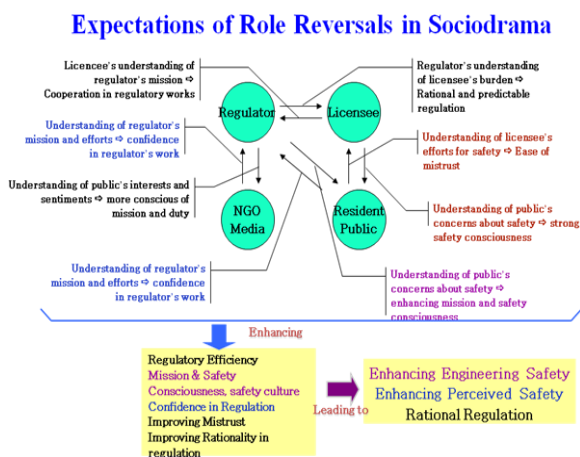 Expectations of Role Reversals in Sociodrama
Licencee's understanding of
regulator's mission ⇨
Cooperation in regulatory works
Regulator's understanding
of licensee's burden ⇨
Rational and predictable
regulation
Regulator
Licensee
Understanding of regulator's
mission and efforts ⇨ confidence
in regulator's work
Understanding of licensee's
efforts for safety ⇨ Ease of
mistrust
Understanding of public's interests and
sentiments ⇨ more conscious of
mission and duty
NGO
Media
Resident
Public
Understanding of public's
concerns about safety ⇨ strong
safety consciousness
Understanding of regulator's
mission and efforts ⇨ confidence
in regulator's work
Understanding of public's
concerns about safety ⇨
enhancing mission and safety
consciousness
Enhancing
Regulatory Efficiency
Mission & Safety
Consciousness, safety culture
Confidence in Regulation
Improving Mistrust
Improving Rationality in
regulation
Leading to
Enhancing Engineering Safety
Enhancing Perceived Safety
Rational Regulation